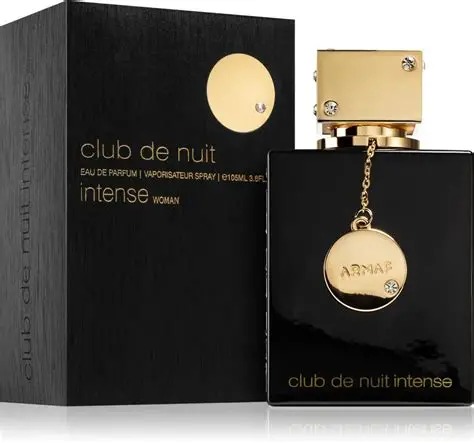 club de nuit intense
club de nuit
EAU DE PARFUM | VAPORISATEUR SPRAY | ℮105ML 3.6FL
intense WOMAN
ARMAF
club de nuit intense